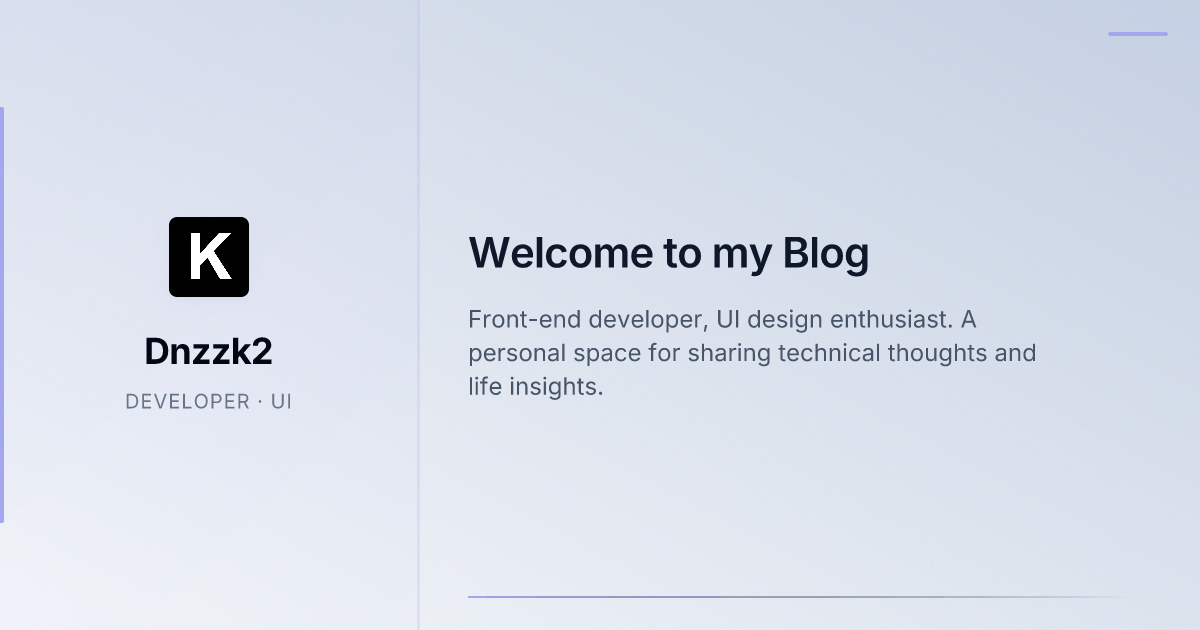 K
Dnzzk2
DEVELOPER · UI
Welcome to my Blog
Front-end developer, UI design enthusiast. A
personal space for sharing technical thoughts and
life insights.